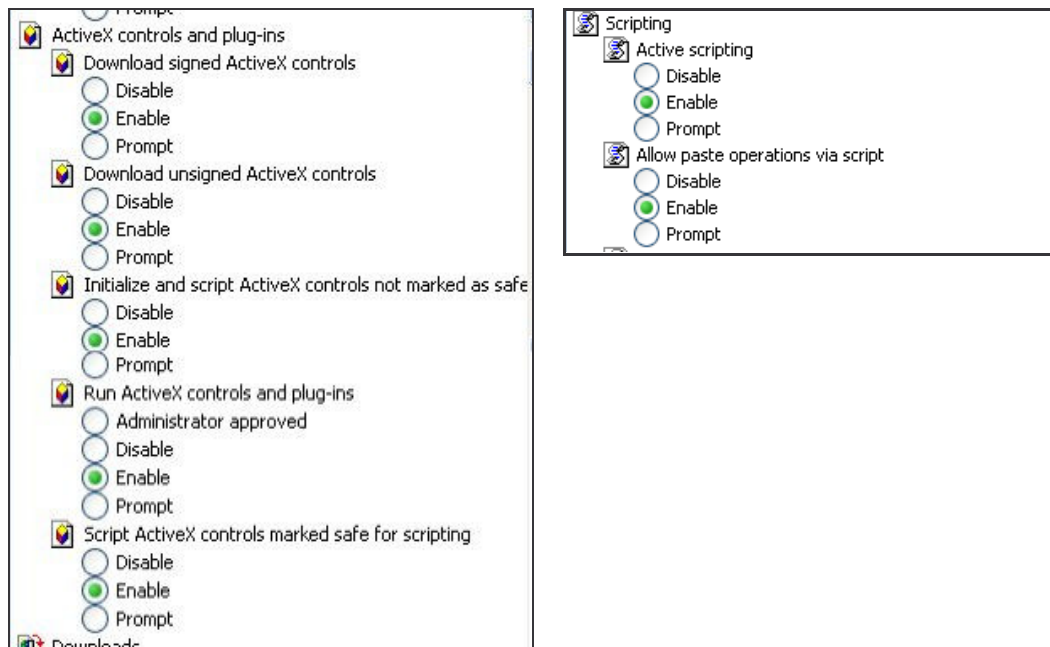 Prompt
ActiveX controls and plug-ins
Download signed ActiveX controls
Disable
Enable
Prompt
Download unsigned ActiveX controls
Disable
Enable
Prompt
Initialize and script ActiveX controls not marked as safe
Disable
Enable
Prompt
Run ActiveX controls and plug-ins
Administrator approved
Disable
Enable
Prompt
Script ActiveX controls marked safe for scripting
Disable
Enable
Prompt
Downloads
Scripting
Active scripting
Disable
Enable
Prompt
Allow paste operations via script
Disable
Enable
Prompt